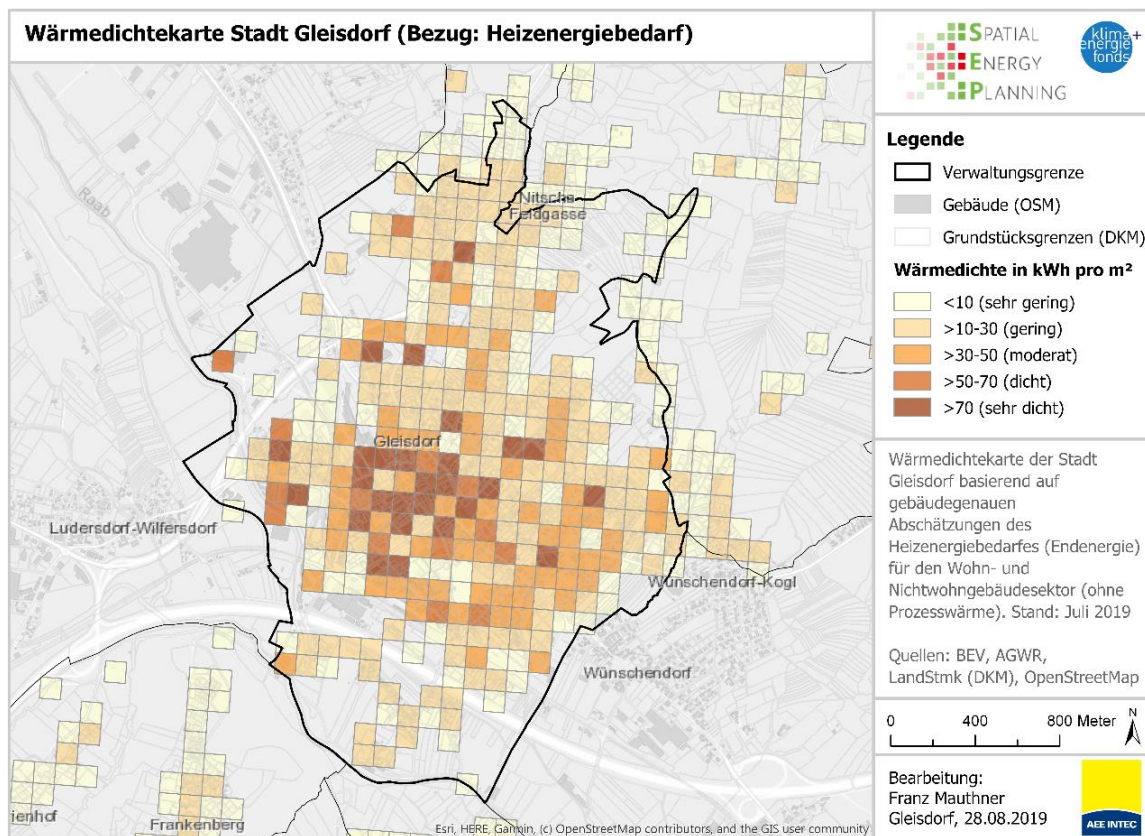 Wärmedichtekarte Stadt Gleisdorf (Bezug: Heizenergiebedarf)
SPATIAL
ENERGY
PLANNING
klima+
energie
fonds
Legende
Verwaltungsgrenze
Gebäude (OSM)
Grundstücksgrenzen (DKM)
Wärmedichte in kWh pro m²
<10 (sehr gering)
>10-30 (gering)
>30-50 (moderat)
>50-70 (dicht)
>70 (sehr dicht)
Wärmedichtekarte der Stadt
Gleisdorf basierend auf
gebäudegenauen
Abschätzungen des
Heizenergiebedarfes (Endenergie)
für den Wohn- und
Nichtwohngebäudesektor (ohne
Prozesswärme). Stand: Juli 2019
Quellen: BEV, AGWR,
LandStmk (DKM), OpenStreetMap
0 400 800 Meter
N
Bearbeitung:
Franz Mauthner
Gleisdorf, 28.08.2019
AEE INTEC
Raab
Nitscha
Feldgasse
Gleisdorf
Ludersdorf-Wilfersdorf
Wünschendorf-Kogl
Wünschendorf
ienhof
Frankenberg
Esri, HERE, Garmin, (c) OpenStreetMap contributors, and the GIS user community